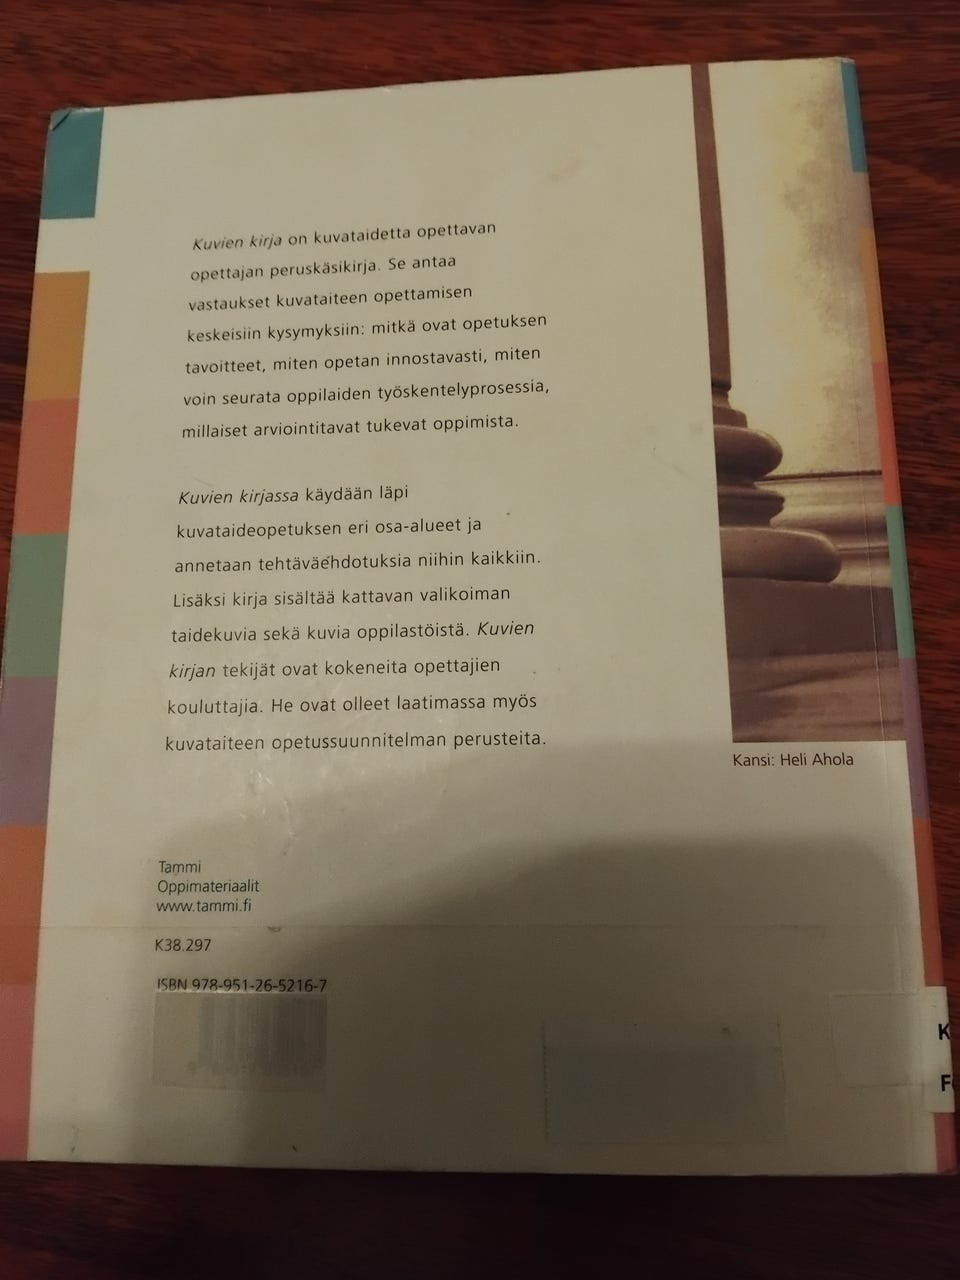 Kuvien kirja on kuvataidetta opettavan
opettajan peruskäsikirja. Se antaa
vastaukset kuvataiteen opettamisen
keskeisiin kysymyksiin: mitkä ovat opetuksen
tavoitteet, miten opetan innostavasti, miten
voin seurata oppilaiden työskentelyprosessia,
millaiset arviointitavat tukevat oppimista.
Kuvien kirjassa käydään läpi
kuvataideopetuksen eri osa-alueet ja
annetaan tehtäväehdotuksia niihin kaikkiin.
Lisäksi kirja sisältää kattavan valikoiman
taidekuvia sekä kuvia oppilastöistä. Kuvien
kirjan tekijät ovat kokeneita opettajien
kouluttajia. He ovat olleet laatimassa myös
kuvataiteen opetussuunnitelman perusteita.
Kansi: Heli Ahola
Tammi
Oppimateriaalit
www.tammi.fi
K38.297
ISBN 978-951-26-5216-7
K
F